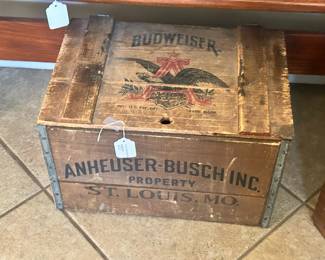 BUDWEISER
ANHEUSER-BUSCH INC.
PROPERTY
ST. LOUIS, MO.